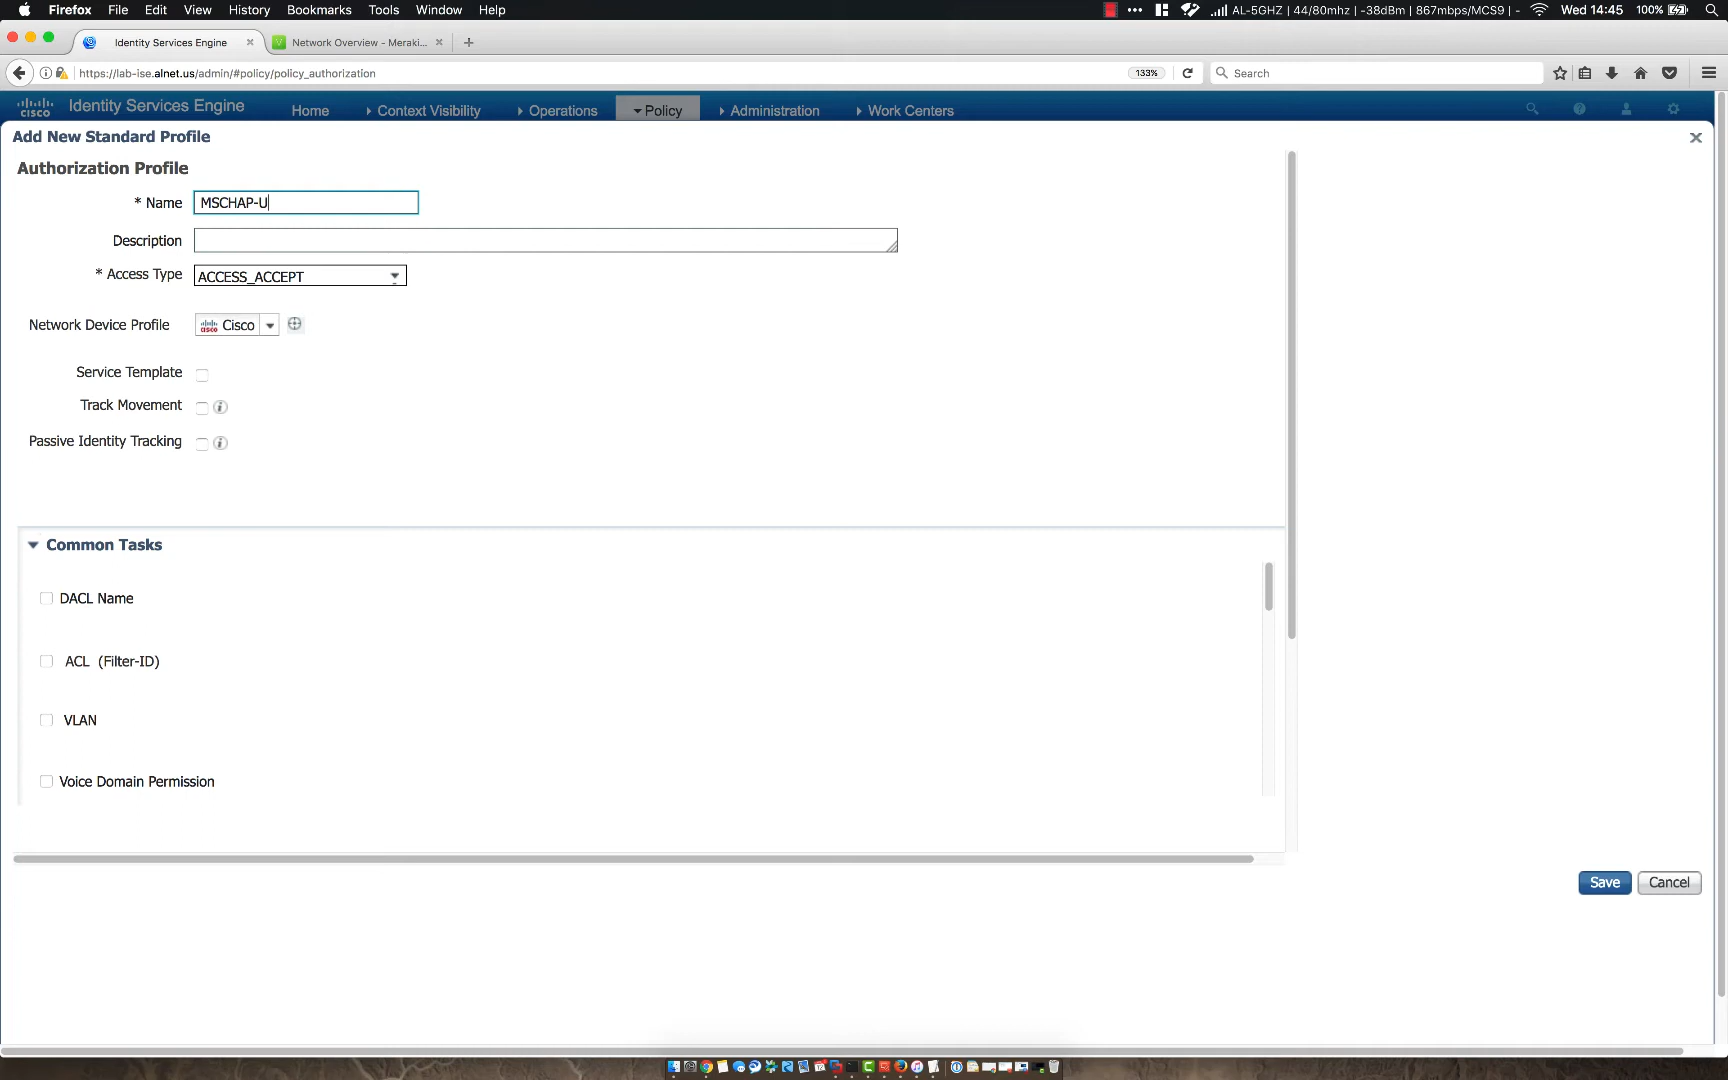 Firefox File Edit View History Bookmarks Tools Window Help
AL-5GHZ | 44/80mhz | -38dBm | 867mbps/MCS9 | - Wed 14:45 100%
Identity Services Engine
Network Overview - Meraki...
https://lab-ise.alnet.us/admin/#policy/policy_authorization
133%
Search
cisco Identity Services Engine Home Context Visibility Operations Policy Administration Work Centers
Add New Standard Profile
Authorization Profile
* Name MSCHAP-U
Description
* Access Type ACCESS_ACCEPT
Network Device Profile cisco Cisco
Service Template
Track Movement
Passive Identity Tracking
Common Tasks
DACL Name
ACL (Filter-ID)
VLAN
Voice Domain Permission
Save Cancel